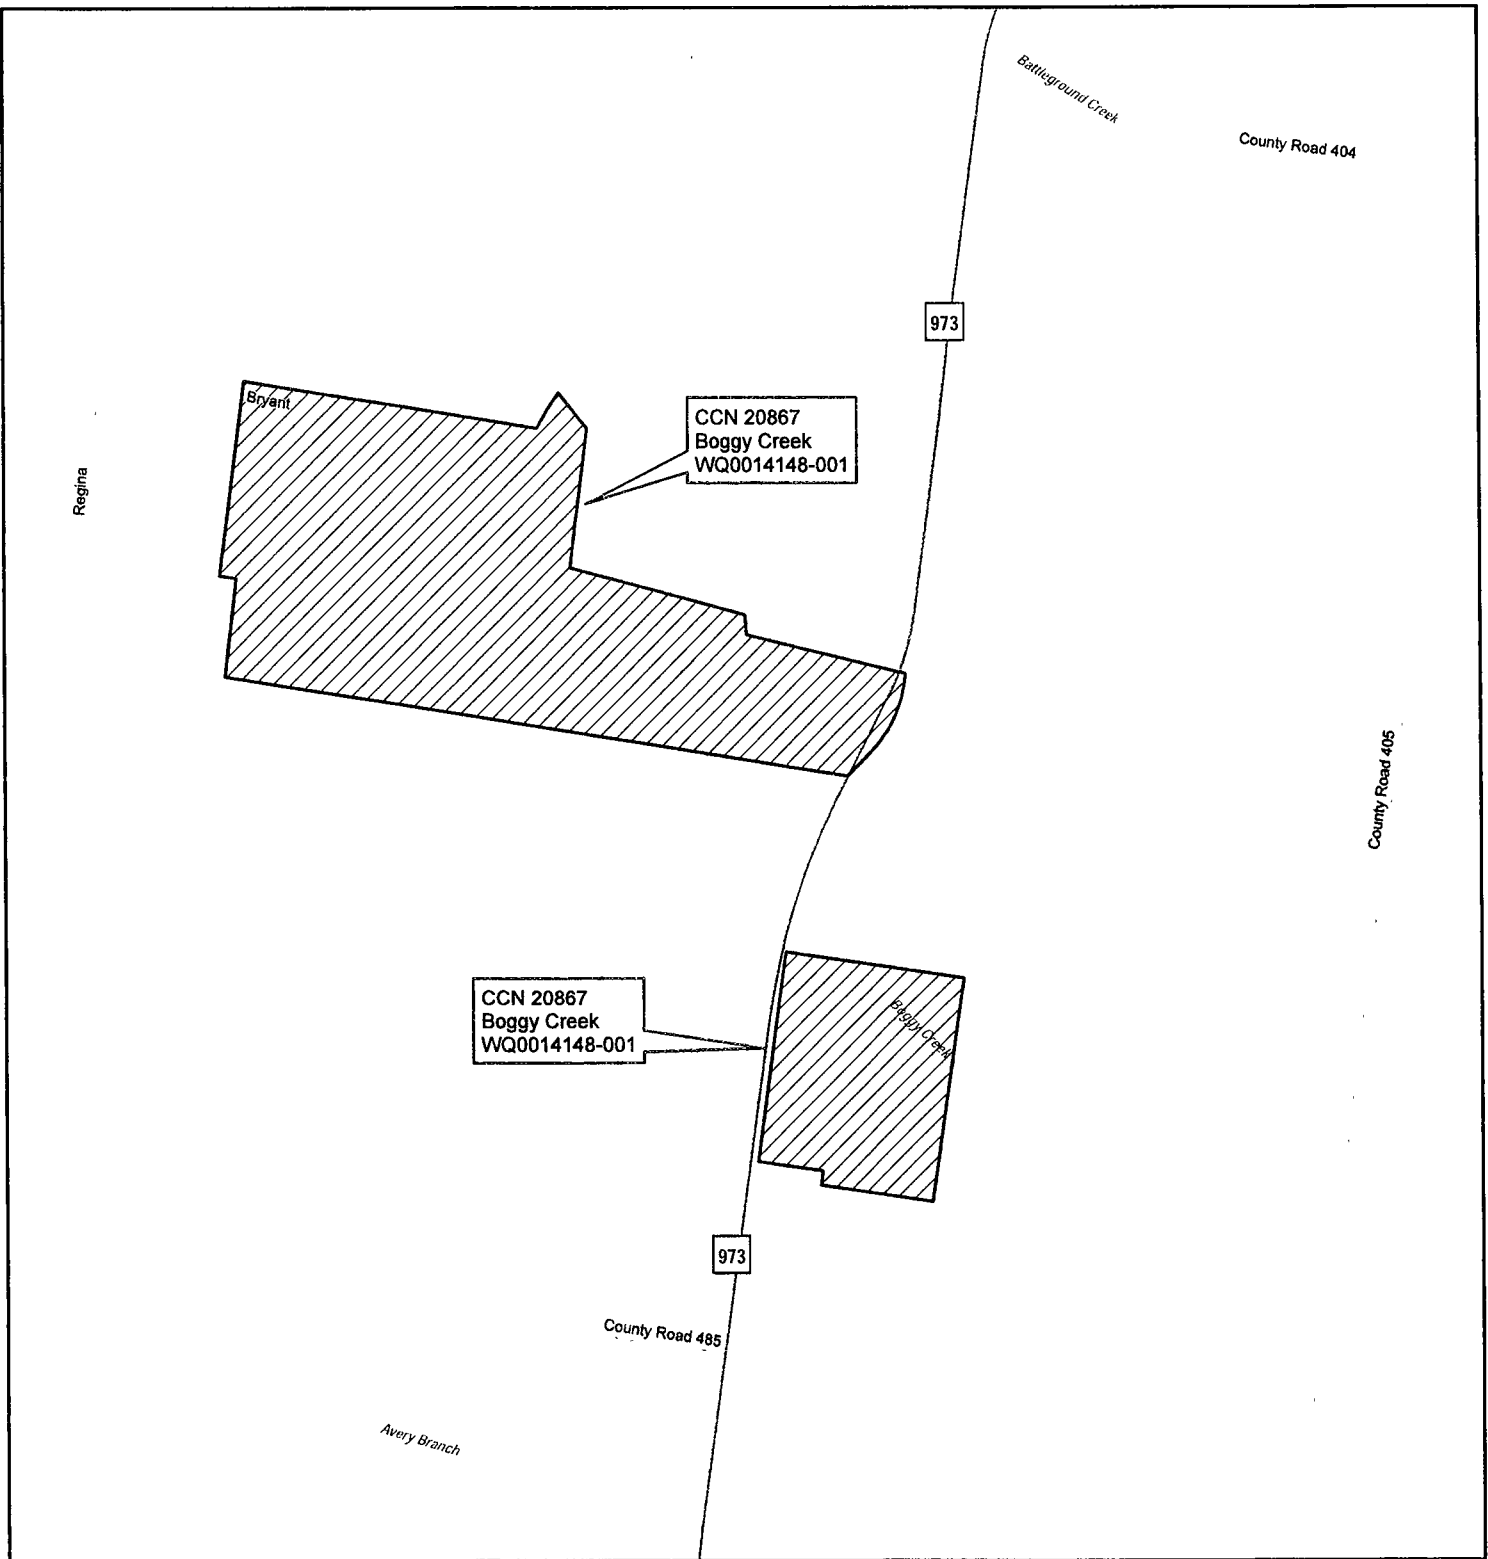 Battleground Creek
County Road 404
973
Bryant
CCN 20867
Boggy Creek
WQ0014148-001
Regina
County Road 405
CCN 20867
Boggy Creek
WQ0014148-001
Boggy Creek
973
County Road 485
Avery Branch